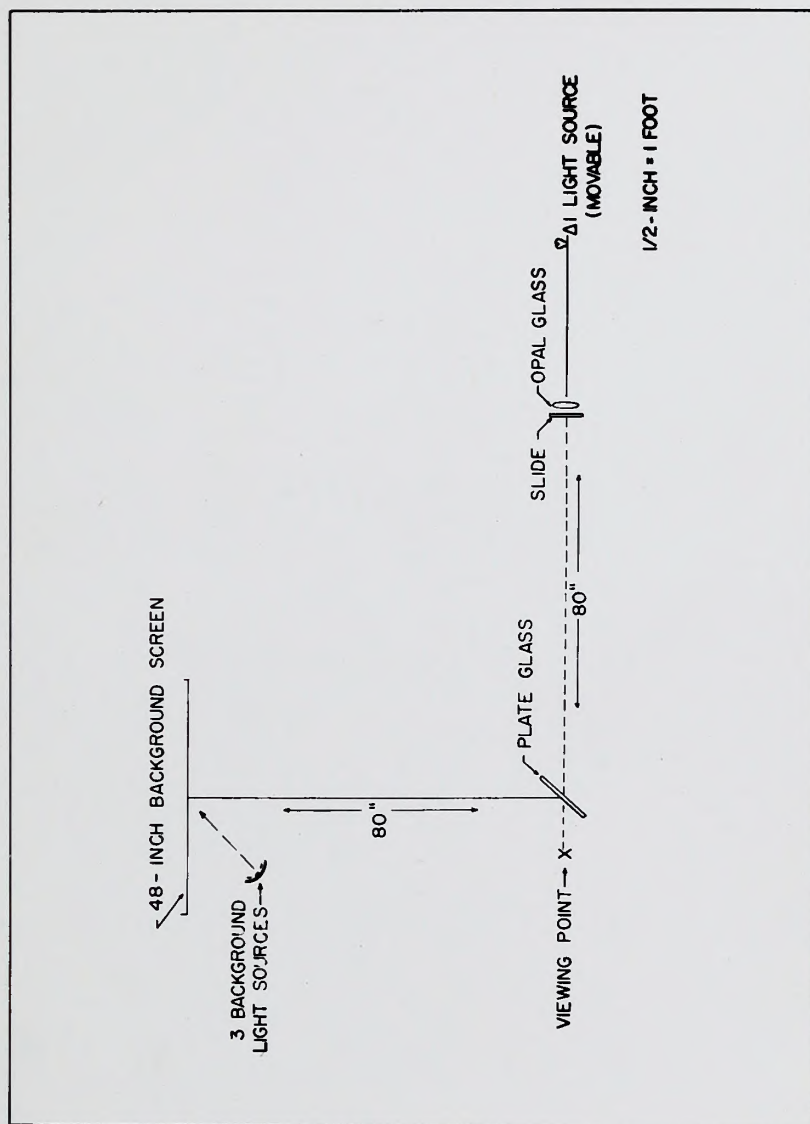 48-INCH BACKGROUND SCREEN
3 BACKGROUND
LIGHT SOURCES
80"
PLATE GLASS
VIEWING POINT
X
80"
SLIDE
OPAL GLASS
ΔI LIGHT SOURCE
(MOVABLE)
1/2-INCH = 1 FOOT